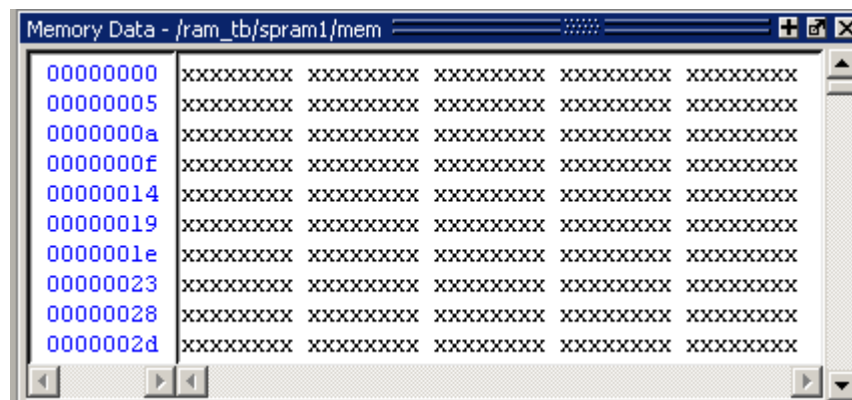 Memory Data - /ram_tb/spram1/mem
00000000 xxxxxxxx xxxxxxxx xxxxxxxx xxxxxxxx xxxxxxxx
00000005 xxxxxxxx xxxxxxxx xxxxxxxx xxxxxxxx xxxxxxxx
0000000a xxxxxxxx xxxxxxxx xxxxxxxx xxxxxxxx xxxxxxxx
0000000f xxxxxxxx xxxxxxxx xxxxxxxx xxxxxxxx xxxxxxxx
00000014 xxxxxxxx xxxxxxxx xxxxxxxx xxxxxxxx xxxxxxxx
00000019 xxxxxxxx xxxxxxxx xxxxxxxx xxxxxxxx xxxxxxxx
0000001e xxxxxxxx xxxxxxxx xxxxxxxx xxxxxxxx xxxxxxxx
00000023 xxxxxxxx xxxxxxxx xxxxxxxx xxxxxxxx xxxxxxxx
00000028 xxxxxxxx xxxxxxxx xxxxxxxx xxxxxxxx xxxxxxxx
0000002d xxxxxxxx xxxxxxxx xxxxxxxx xxxxxxxx xxxxxxxx